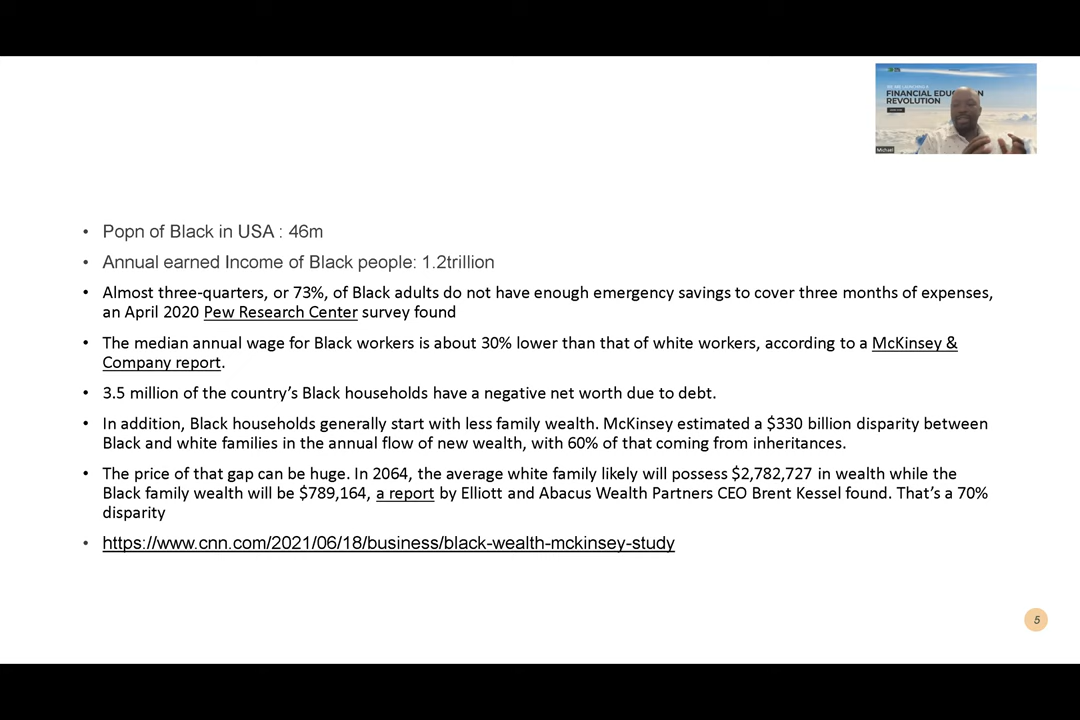 FINANCIAL EDUCATION
REVOLUTION
Michael
• Popn of Black in USA : 46m
• Annual earned Income of Black people: 1.2trillion
• Almost three-quarters, or 73%, of Black adults do not have enough emergency savings to cover three months of expenses,
an April 2020 Pew Research Center survey found
• The median annual wage for Black workers is about 30% lower than that of white workers, according to a McKinsey &
Company report.
• 3.5 million of the country’s Black households have a negative net worth due to debt.
• In addition, Black households generally start with less family wealth. McKinsey estimated a $330 billion disparity between
Black and white families in the annual flow of new wealth, with 60% of that coming from inheritances.
• The price of that gap can be huge. In 2064, the average white family likely will possess $2,782,727 in wealth while the
Black family wealth will be $789,164, a report by Elliott and Abacus Wealth Partners CEO Brent Kessel found. That’s a 70%
disparity
• https://www.cnn.com/2021/06/18/business/black-wealth-mckinsey-study
5